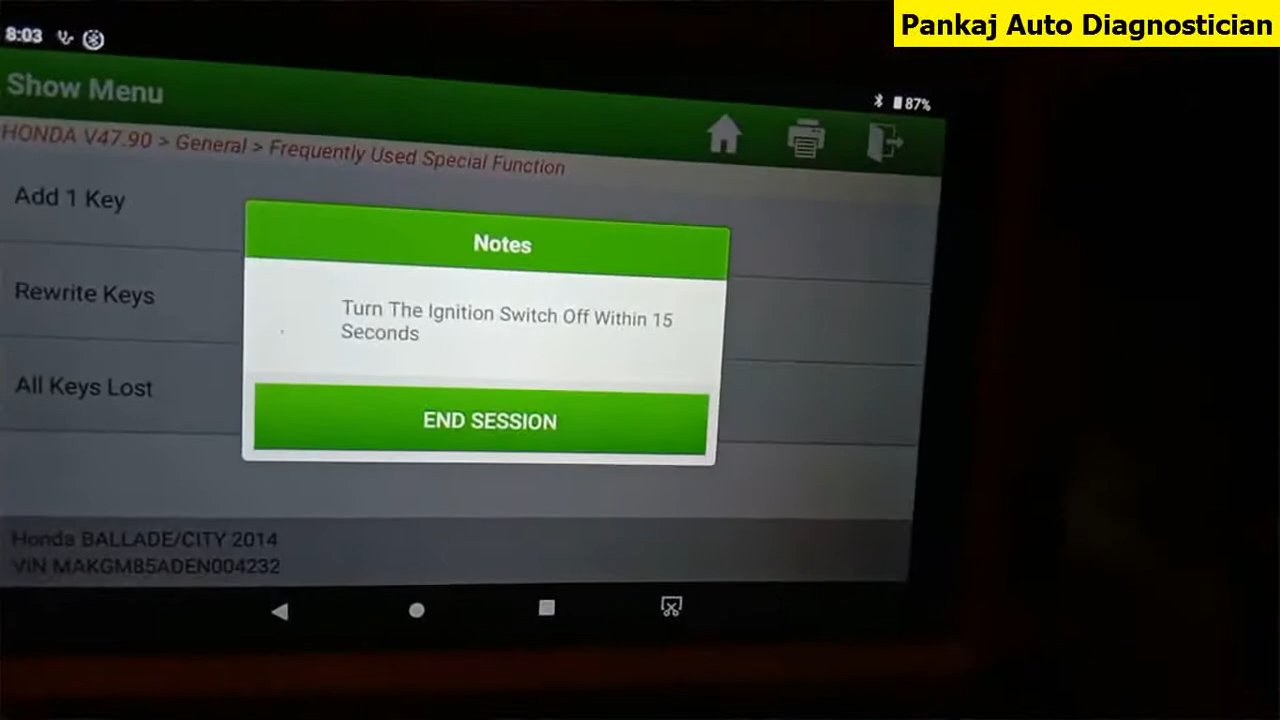 Pankaj Auto Diagnostician
8:03
87%
Show Menu
HONDA V47.90 > General > Frequently Used Special Function
Add 1 Key
Rewrite Keys
All Keys Lost
Notes
Turn The Ignition Switch Off Within 15
Seconds
END SESSION
Honda BALLADE/CITY 2014
VIN MAKGM85ADEN004232